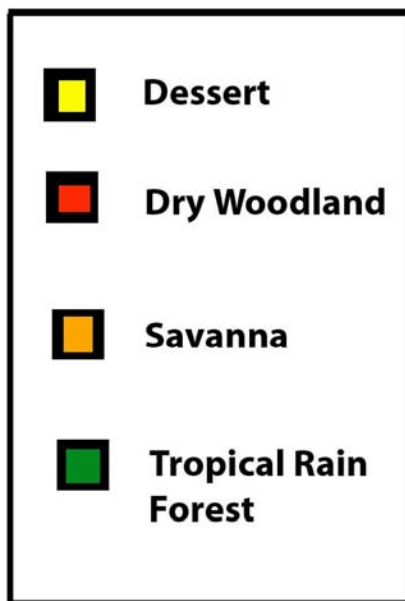 Dessert
Dry Woodland
Savanna
Tropical Rain
Forest